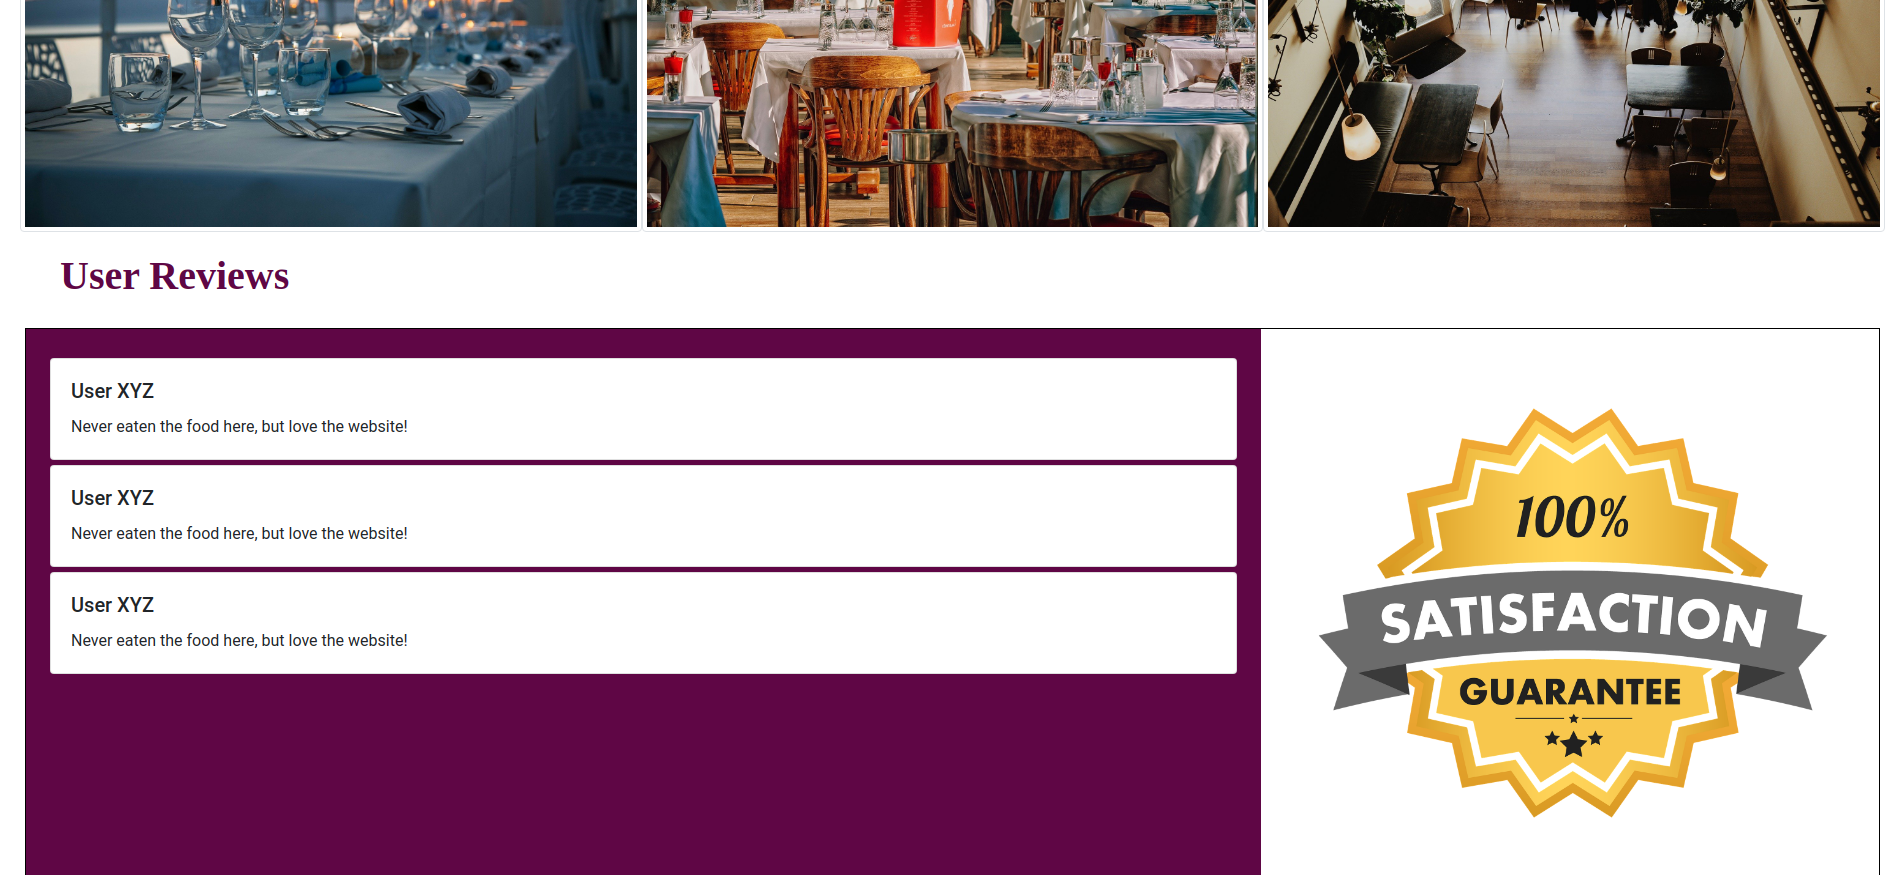 User Reviews
User XYZ
Never eaten the food here, but love the website!
User XYZ
Never eaten the food here, but love the website!
User XYZ
Never eaten the food here, but love the website!
100%
SATISFACTION
GUARANTEE